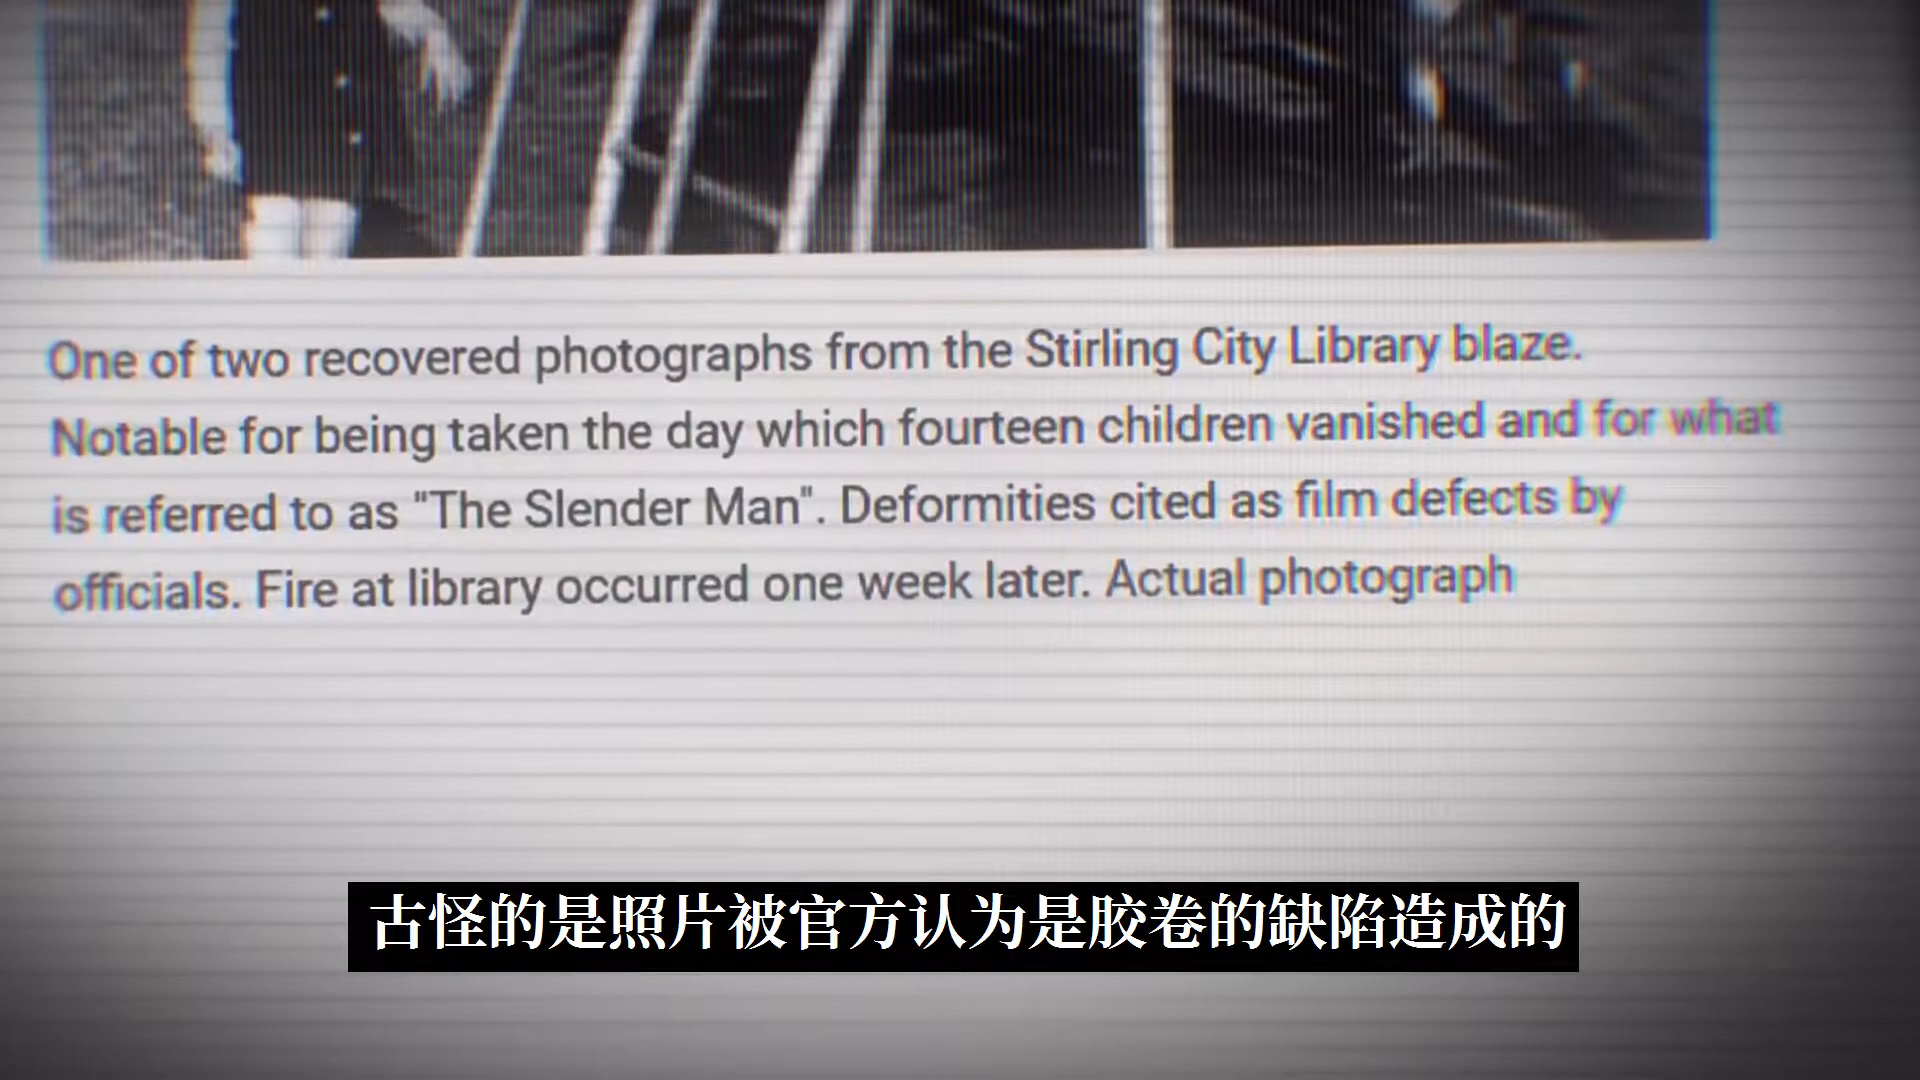 One of two recovered photographs from the Stirling City Library blaze.
Notable for being taken the day which fourteen children vanished and for what
is referred to as "The Slender Man". Deformities cited as film defects by
officials. Fire at library occurred one week later. Actual photograph
古怪的是照片被官方认为是胶卷的缺陷造成的